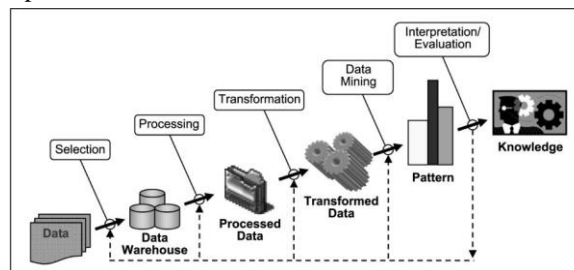 Interpretation/
Evaluation
Data
Mining
Transformation
Processing
Selection
Data
Data
Warehouse
Processed
Data
Transformed
Data
Pattern
Knowledge